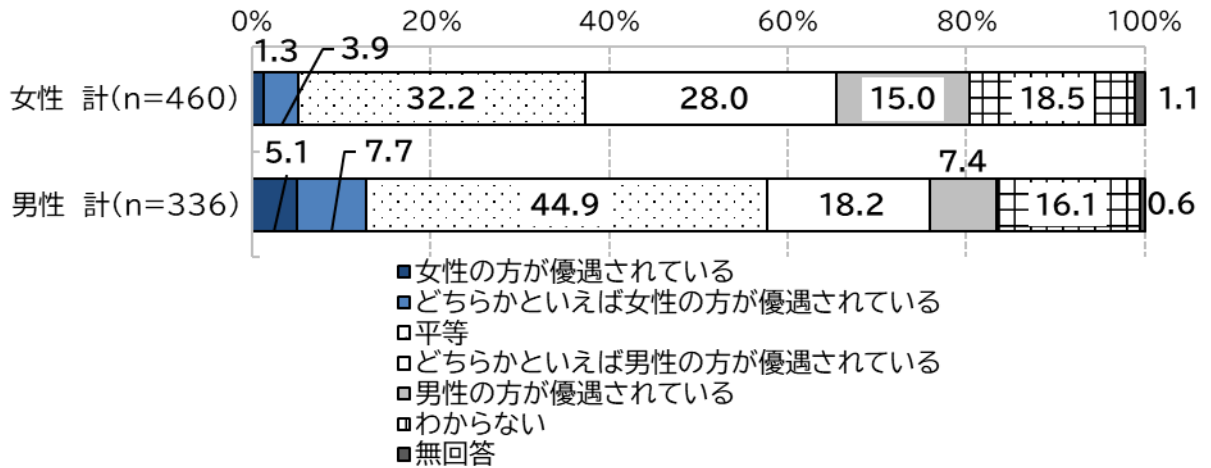 0% 20% 40% 60% 80% 100%
1.3 3.9
女性 計(n=460) 32.2 28.0 15.0 18.5 1.1
5.1 7.7 7.4
男性 計(n=336) 44.9 18.2 16.1 0.6
女性の方が優遇されている
どちらかといえば女性の方が優遇されている
平等
どちらかといえば男性の方が優遇されている
男性の方が優遇されている
わからない
無回答